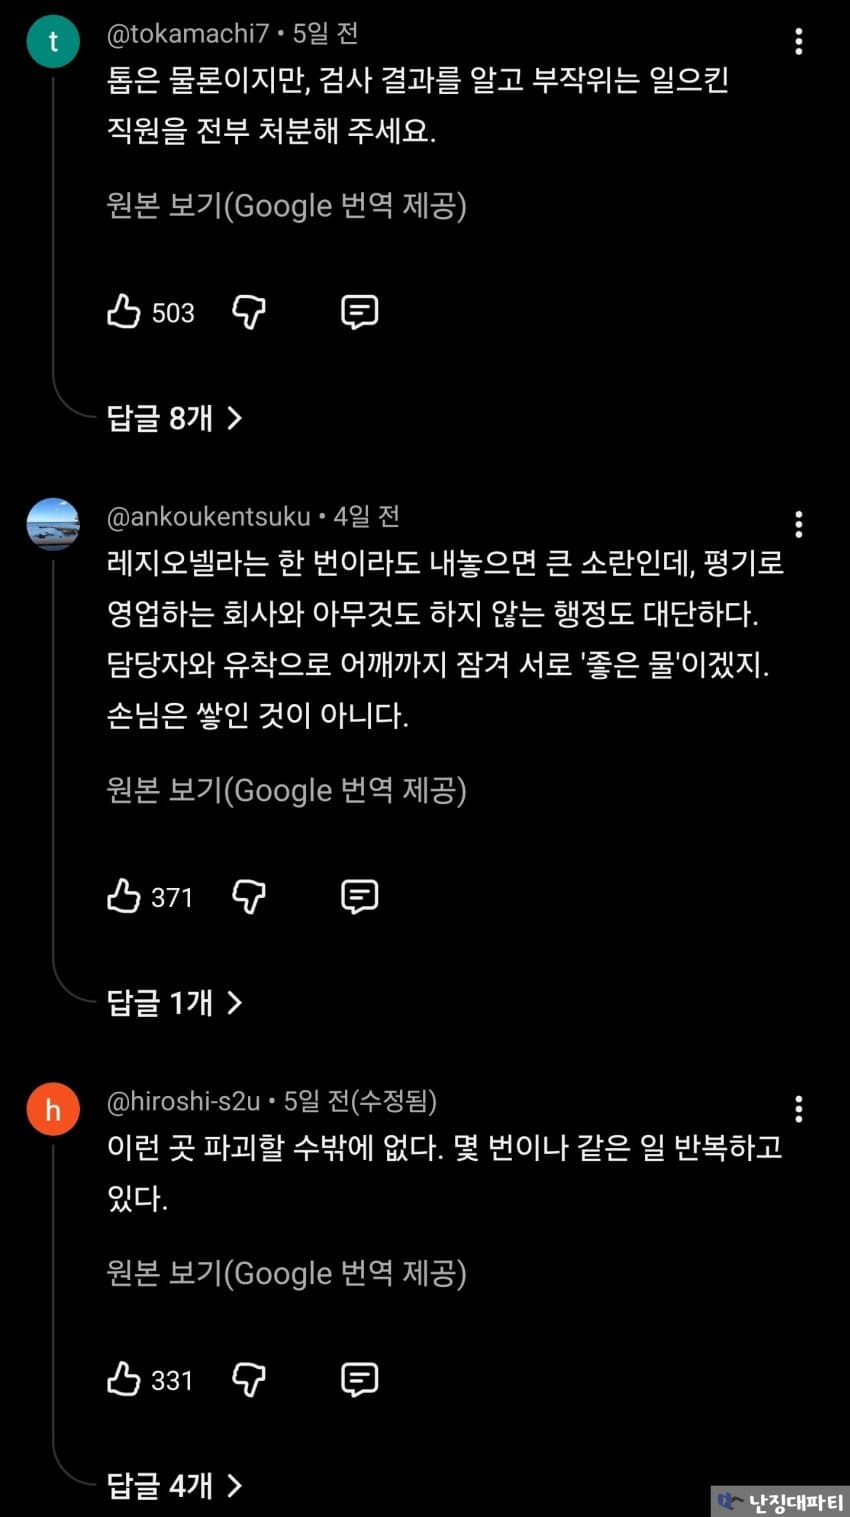 t
@tokamachi7 • 5일 전
톱은 물론이지만, 검사 결과를 알고 부작위는 일으킨
직원을 전부 처분해 주세요.
원본 보기(Google 번역 제공)
503
답글 8개
@ankoukentsuku • 4일 전
레지오넬라는 한 번이라도 내놓으면 큰 소란인데, 평기로
영업하는 회사와 아무것도 하지 않는 행정도 대단하다.
담당자와 유착으로 어깨까지 잠겨 서로 '좋은 물'이겠지.
손님은 쌓인 것이 아니다.
원본 보기(Google 번역 제공)
371
답글 1개
h
@hiroshi-s2u • 5일 전(수정됨)
이런 곳 파괴할 수밖에 없다. 몇 번이나 같은 일 반복하고
있다.
원본 보기(Google 번역 제공)
331
답글 4개
난징대파티